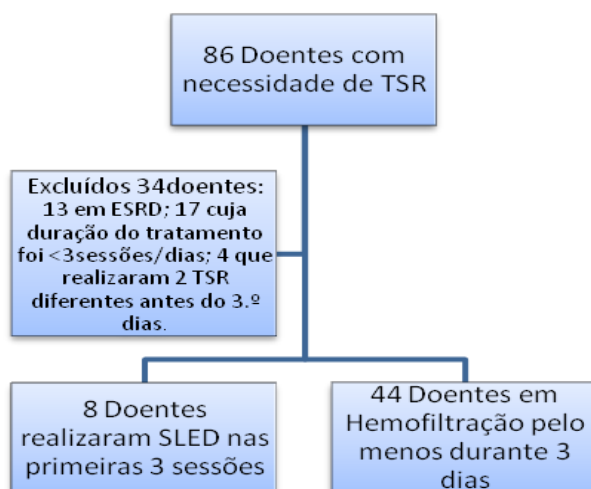 86 Doentes com
necessidade de TSR
Excluídos 34doentes:
13 em ESRD; 17 cuja
duração do tratamento
foi <3sessões/dias; 4 que
realizaram 2 TSR
diferentes antes do 3.º
dias.
8 Doentes
realizaram SLED nas
primeiras 3 sessões
44 Doentes em
Hemofiltração pelo
menos durante 3
dias